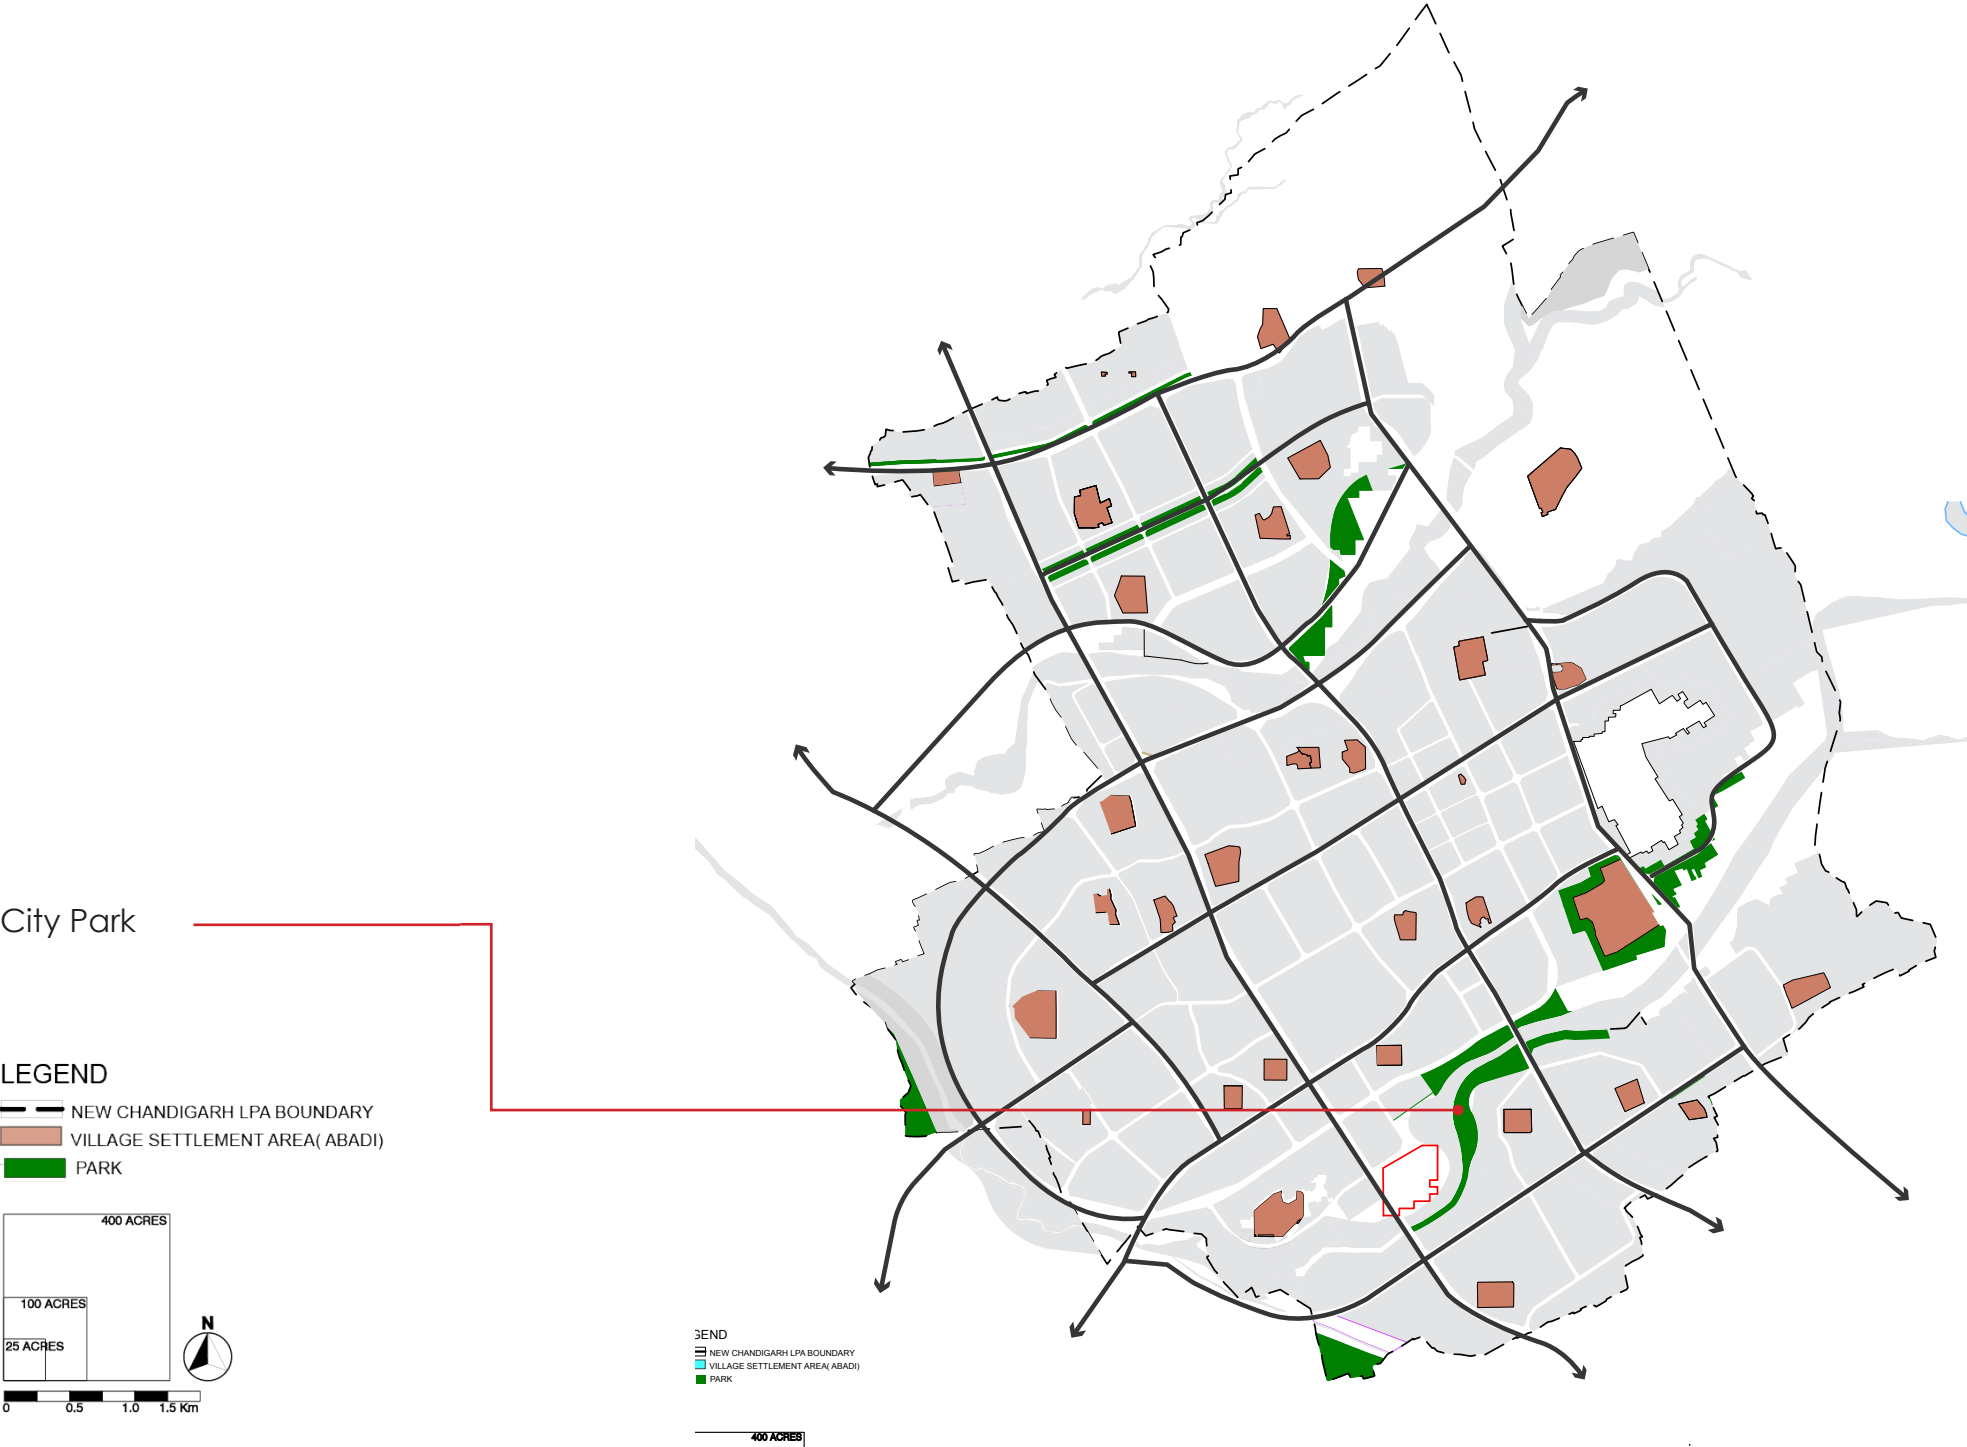 City Park
LEGEND
NEW CHANDIGARH LPA BOUNDARY
VILLAGE SETTLEMENT AREA( ABADI)
PARK
400 ACRES
100 ACRES
25 ACRES
N
0 0.5 1.0 1.5 Km
GEND
NEW CHANDIGARH LPA BOUNDARY
VILLAGE SETTLEMENT AREA( ABADI)
PARK
400 ACRES